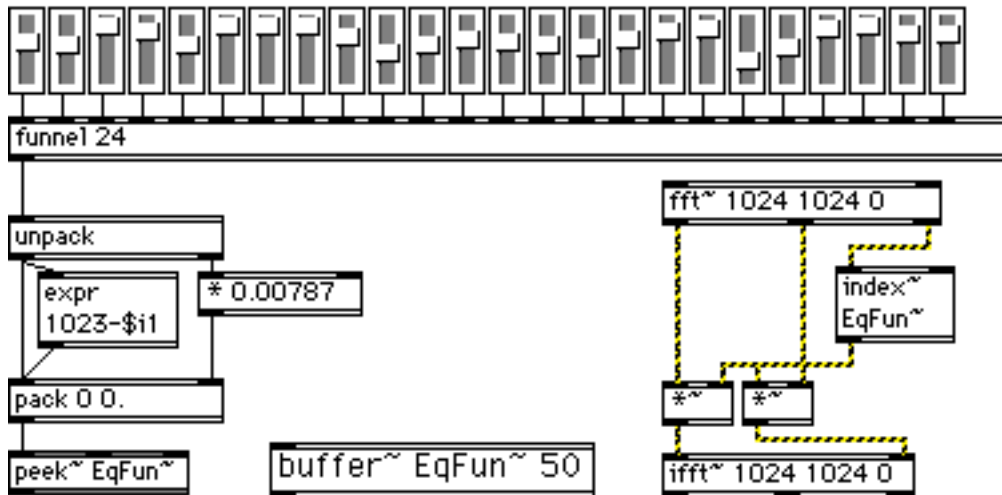 funnel 24
fft~ 1024 1024 0
unpack
expr
1023-$i1
* 0.00787
index~
EqFun~
pack 0 0.
*~
*~
peek~ EqFun~
buffer~ EqFun~ 50
ifft~ 1024 1024 0